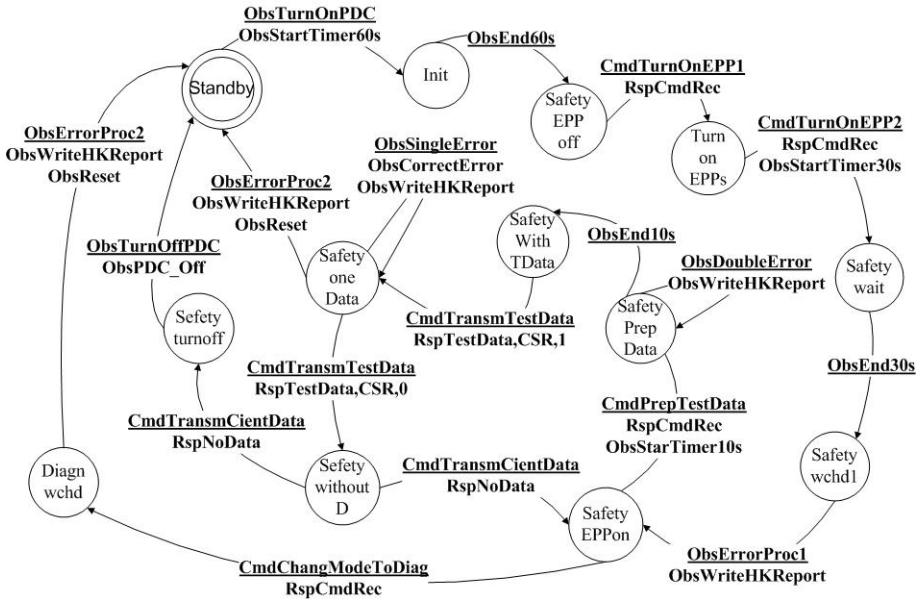 ObsTurnOnPDC
ObsStartTimer60s
ObsEnd60s
Standby
Init
CmdTurnOnEPP1
RspCmdRec
Safety
EPP
off
CmdTurnOnEPP2
RspCmdRec
ObsStartTimer30s
Turn
on
EPPs
ObsErrorProc2
ObsWriteHKReport
ObsReset
ObsSingleError
ObsCorrectError
ObsWriteHKReport
ObsErrorProc2
ObsWriteHKReport
ObsReset
ObsTurnOffPDC
ObsPDC_Off
Safety
one
Data
Safety
With
TData
ObsEnd10s
ObsDoubleError
ObsWriteHKReport
Safety
wait
Sefety
turnoff
CmdTransmTestData
RspTestData,CSR,1
Safety
Prep
Data
CmdTransmTestData
RspTestData,CSR,0
ObsEnd30s
CmdTransmCientData
RspNoData
CmdPrepTestData
RspCmdRec
ObsStarTimer10s
Diagn
wchd
Sefety
without
D
CmdTransmCientData
RspNoData
Safety
wchd1
Safety
EPPon
ObsErrorProc1
ObsWriteHKReport
CmdChangModeToDiag
RspCmdRec